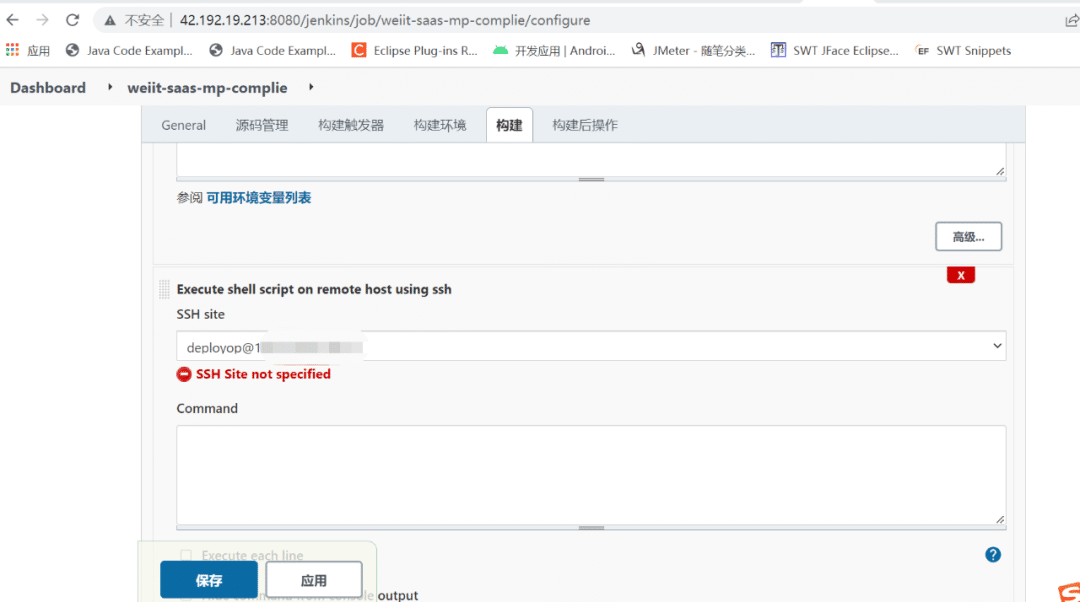 不安全 | 42.192.19.213:8080/jenkins/job/weiit-saas-mp-complie/configure
应用 Java Code Exampl... Java Code Exampl... Eclipse Plug-ins R... 开发应用 | Androi... JMeter - 随笔分类... SWT JFace Eclipse... EF SWT Snippets
Dashboard weiit-saas-mp-complie
General 源码管理 构建触发器 构建环境 构建 构建后操作
参阅 可用环境变量列表
高级...
X
Execute shell script on remote host using ssh
SSH site
deployop@1
SSH Site not specified
Command
Execute each line
?
保存 应用
Hide command from console output